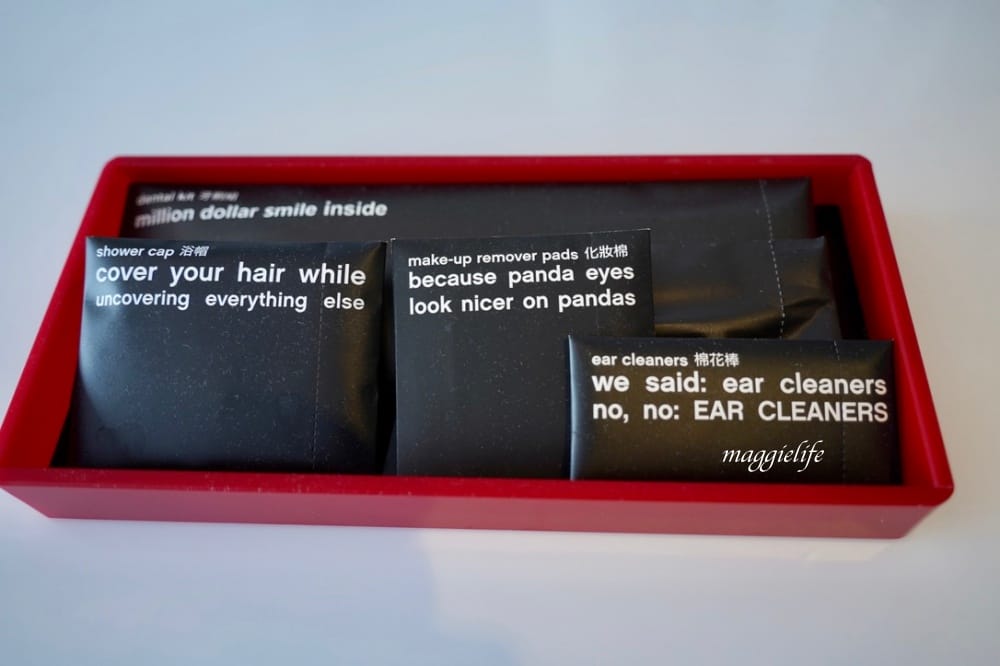 dental kit 牙刷組
million dollar smile inside
shower cap 浴帽
cover your hair while
uncovering everything else
make-up remover pads 化妝棉
because panda eyes
look nicer on pandas
ear cleaners 棉花棒
we said: ear cleaners
no, no: EAR CLEANERS
maggielife